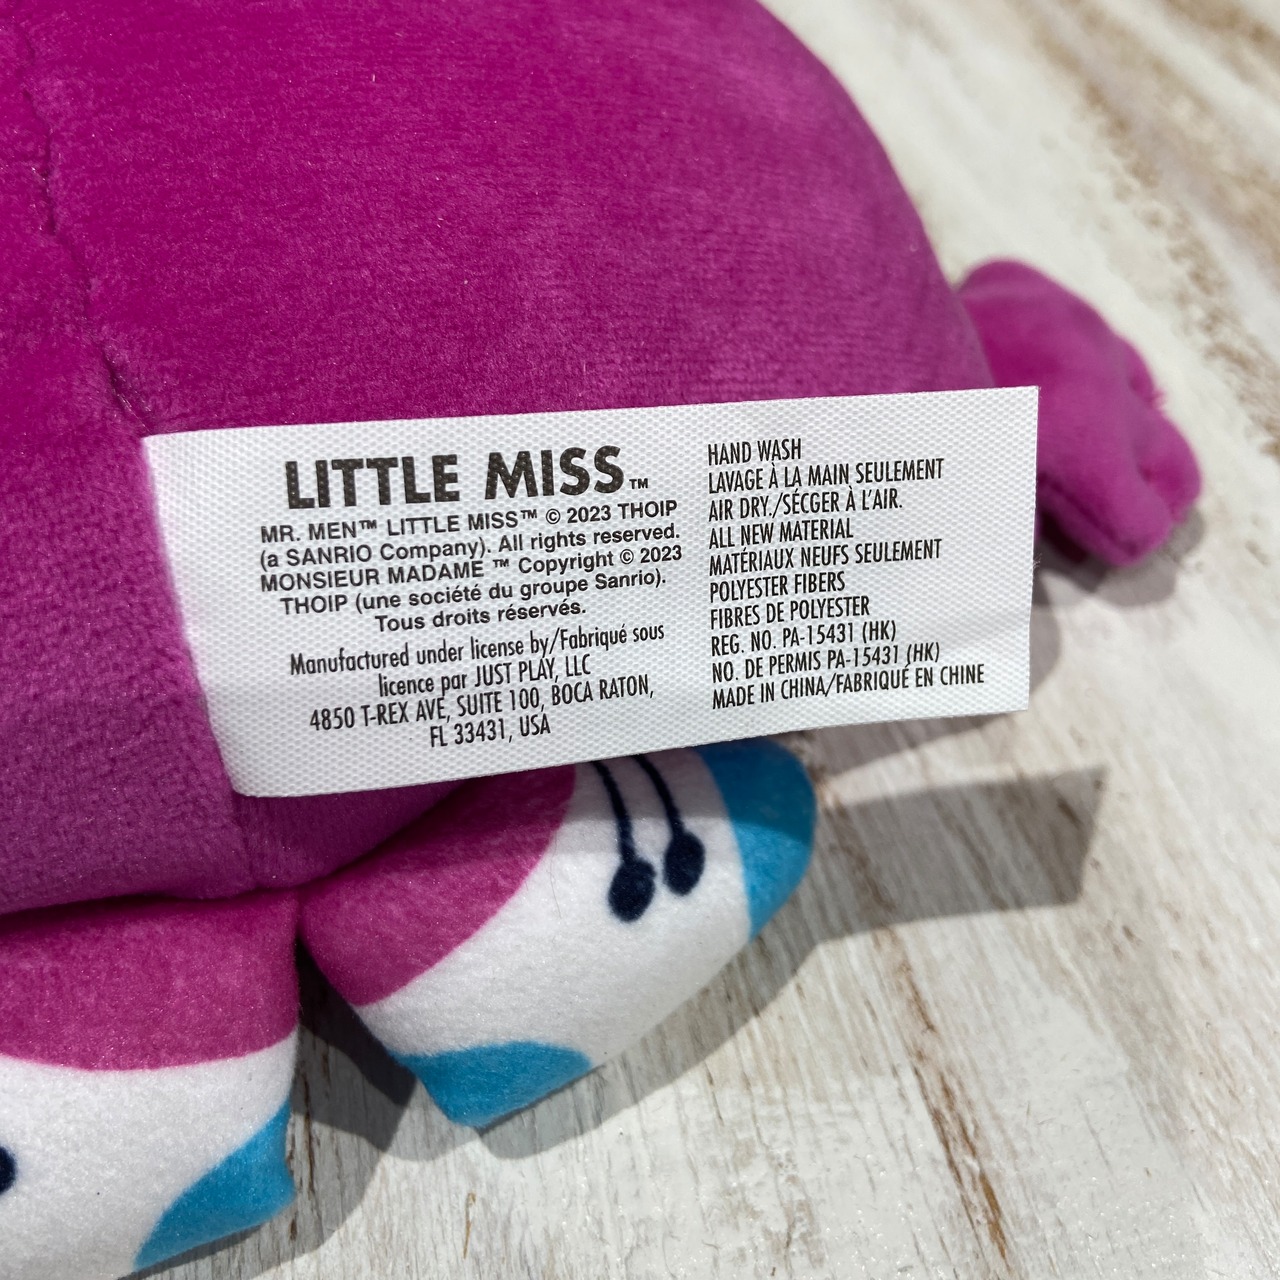 LITTLE MISS™
MR. MEN™ LITTLE MISS™ © 2023 THOIP
(a SANRIO Company). All rights reserved.
MONSIEUR MADAME ™ Copyright © 2023
THOIP (une société du groupe Sanrio).
Tous droits réservés.
Manufactured under license by/Fabriqué sous
licence par JUST PLAY, LLC
4850 T-REX AVE, SUITE 100, BOCA RATON,
FL 33431, USA
HAND WASH
LAVAGE À LA MAIN SEULEMENT
AIR DRY./SÉCGER À L'AIR.
ALL NEW MATERIAL
MATÉRIAUX NEUFS SEULEMENT
POLYESTER FIBERS
FIBRES DE POLYESTER
REG. NO. PA-15431 (HK)
NO. DE PERMIS PA-15431 (HK)
MADE IN CHINA/FABRIQUÉ EN CHINE